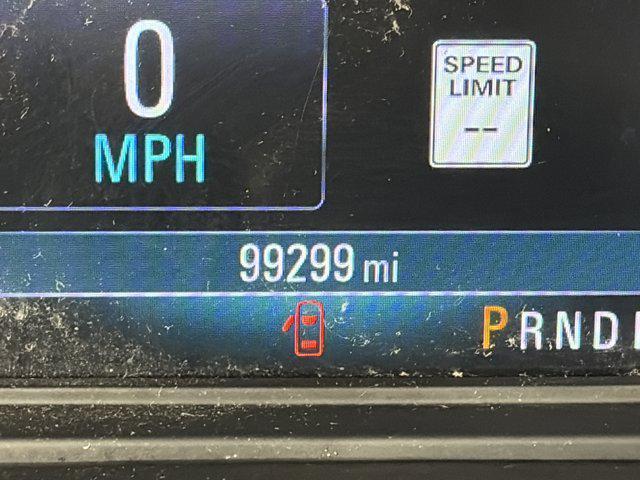 0
MPH
SPEED
LIMIT
--
99299 mi
PRND